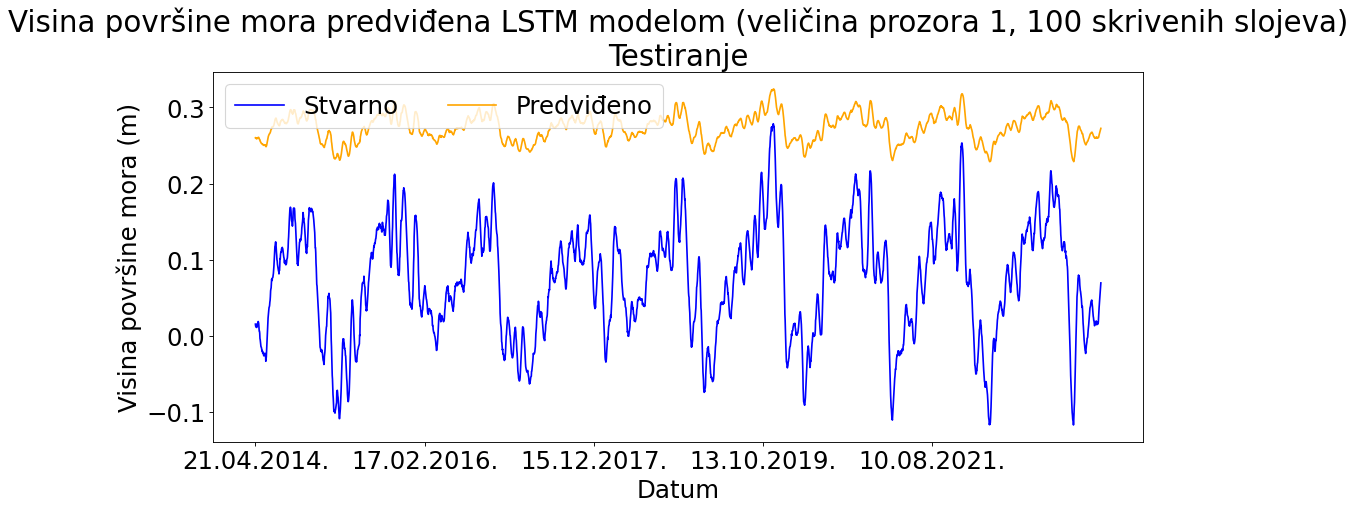 Visina površine mora predviđena LSTM modelom (veličina prozora 1, 100 skrivenih slojeva)
Testiranje
Stvarno Predviđeno
Visina površine mora (m)
0.3
0.2
0.1
0.0
−0.1
21.04.2014. 17.02.2016. 15.12.2017. 13.10.2019. 10.08.2021.
Datum